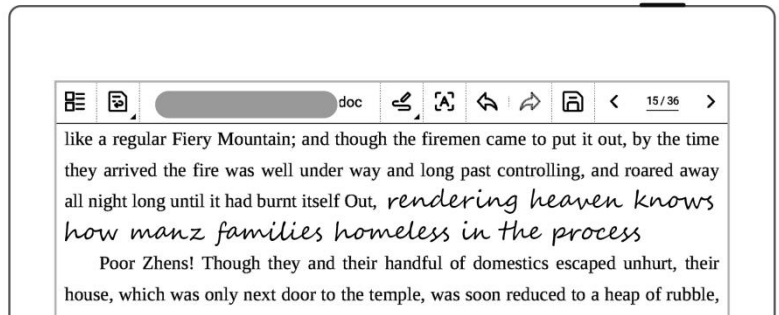 doc
15/36
like a regular Fiery Mountain; and though the firemen came to put it out, by the time
they arrived the fire was well under way and long past controlling, and roared away
all night long until it had burnt itself Out, rendering heaven knows
how manz families homeless in the process
Poor Zhens! Though they and their handful of domestics escaped unhurt, their
house, which was only next door to the temple, was soon reduced to a heap of rubble,